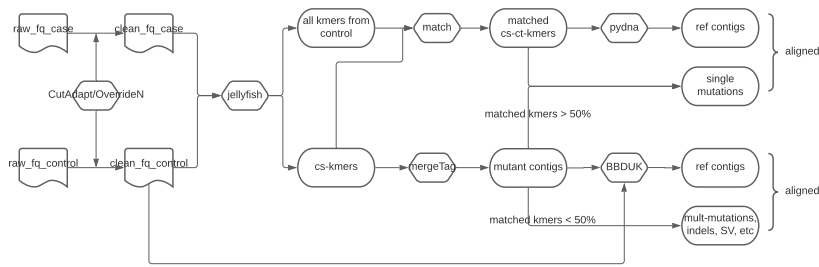 raw_fq_case
clean_fq_case
CutAdapt/OverrideN
raw_fq_control
clean_fq_control
jellyfish
all kmers from
control
match
matched
cs-ct-kmers
pydna
ref contigs
single
mutations
aligned
matched kmers > 50%
cs-kmers
mergeTag
mutant contigs
BBDUK
ref contigs
matched kmers < 50%
mult-mutations,
indels, SV, etc
aligned